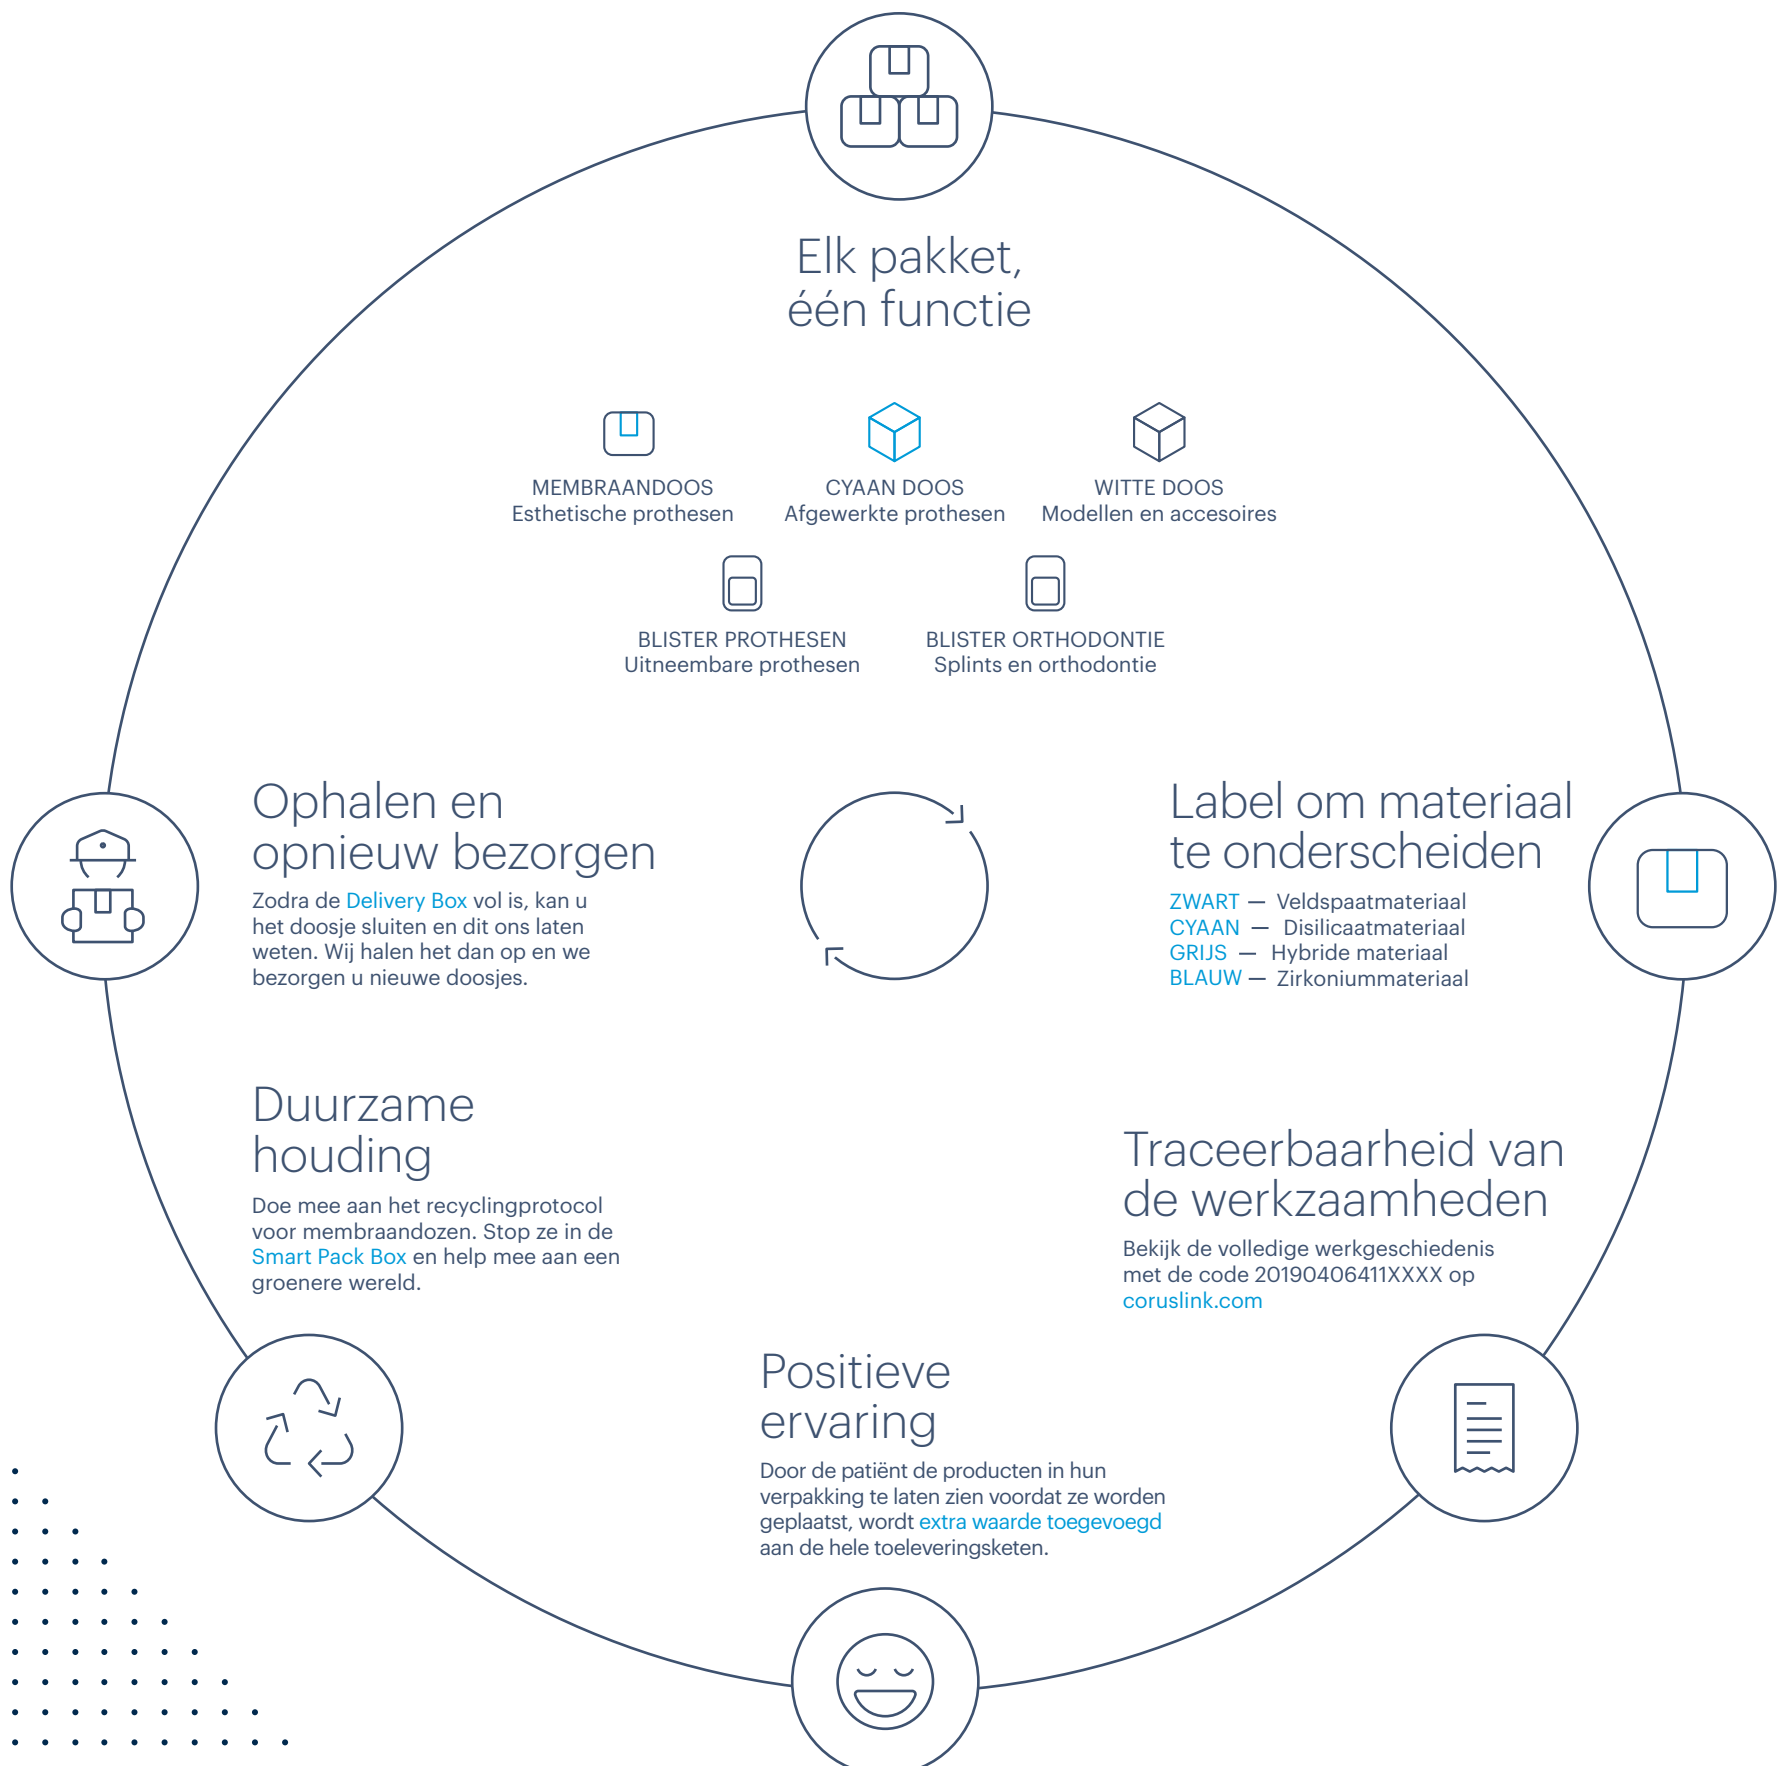 Elk pakket,
één functie
MEMBRAANDOOS
Esthetische prothesen
CYAAN DOOS
Afgewerkte prothesen
WITTE DOOS
Modellen en accesoires
BLISTER PROTHESEN
Uitneembare prothesen
BLISTER ORTHODONTIE
Splints en orthodontie
Label om materiaal
te onderscheiden
ZWART — Veldspaatmateriaal
CYAAN — Disilicaatmateriaal
GRIJS — Hybride materiaal
BLAUW — Zirkoniummateriaal
Traceerbaarheid van
de werkzaamheden
Bekijk de volledige werkgeschiedenis
met de code 20190406411XXXX op
coruslink.com
Positieve
ervaring
Door de patiënt de producten in hun
verpakking te laten zien voordat ze worden
geplaatst, wordt extra waarde toegevoegd
aan de hele toeleveringsketen.
Duurzame
houding
Doe mee aan het recyclingprotocol
voor membraandozen. Stop ze in de
Smart Pack Box en help mee aan een
groenere wereld.
Ophalen en
opnieuw bezorgen
Zodra de Delivery Box vol is, kan u
het doosje sluiten en dit ons laten
weten. Wij halen het dan op en we
bezorgen u nieuwe doosjes.